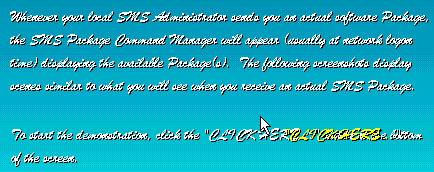 Whenever your local SMS Administrator sends you an actual software Package,
the SMS Package Command Manager will appear (usually at network logon
time) displaying the available Package(s). The following screenshots display
scenes similar to what you will see when you receive an actual SMS Package.
To start the demonstration, click the "CLICK HERE
of the screen.